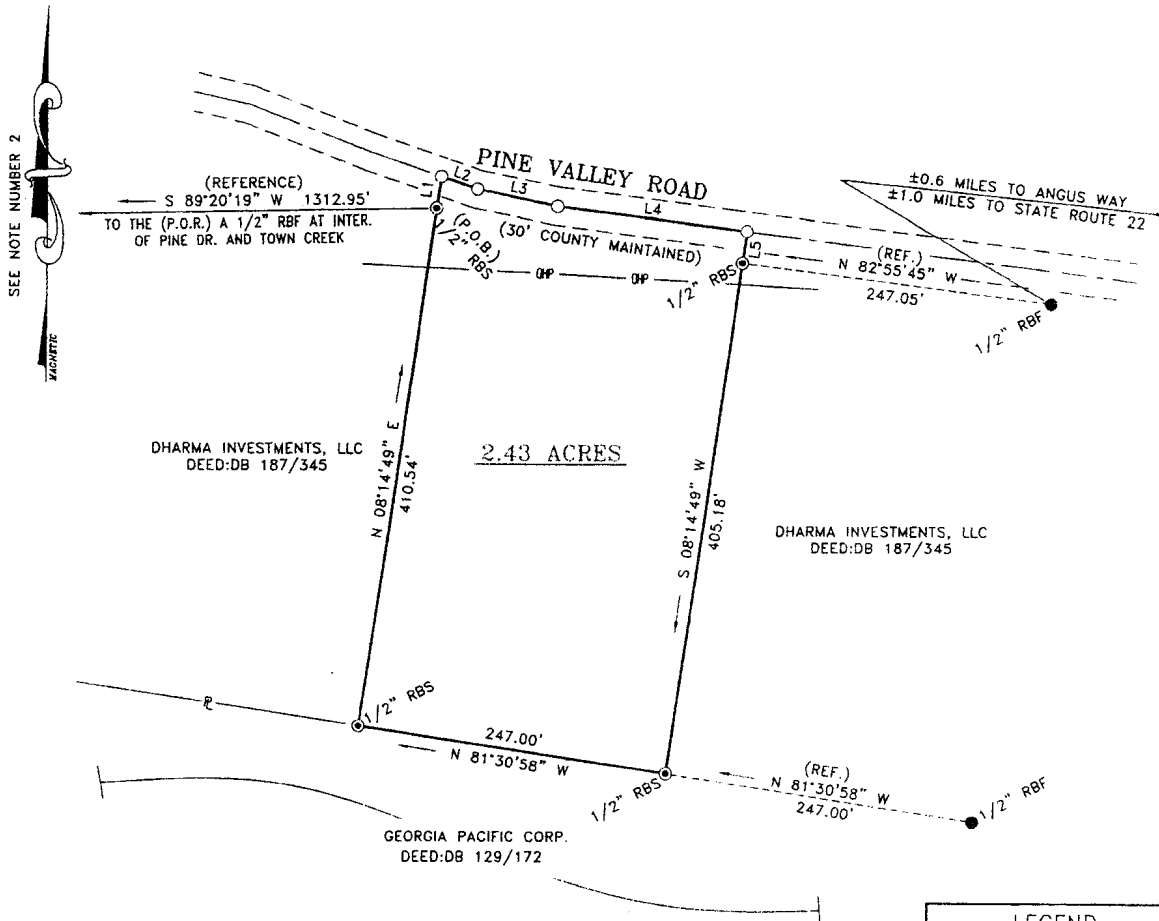 SEE NOTE NUMBER 2
MAGNETIC
PINE VALLEY ROAD
(30' COUNTY MAINTAINED)
L1
L2
L3
L4
L5
(REFERENCE)
S 89°20'19" W 1312.95'
TO THE (P.O.R.) A 1/2" RBF AT INTER.
OF PINE DR. AND TOWN CREEK
(P.O.B.)
1/2" RBS
OHP
OHP
1/2" RBS
±0.6 MILES TO ANGUS WAY
±1.0 MILES TO STATE ROUTE 22
(REF.)
N 82°55'45" W
247.05'
1/2" RBF
DHARMA INVESTMENTS, LLC
DEED:DB 187/345
N 08°14'49" E
410.54'
2.43 ACRES
S 08°14'49" W
405.18'
DHARMA INVESTMENTS, LLC
DEED:DB 187/345
PL
1/2" RBS
247.00'
N 81°30'58" W
1/2" RBS
(REF.)
N 81°30'58" W
247.00'
1/2" RBF
GEORGIA PACIFIC CORP.
DEED:DB 129/172
LEGEND